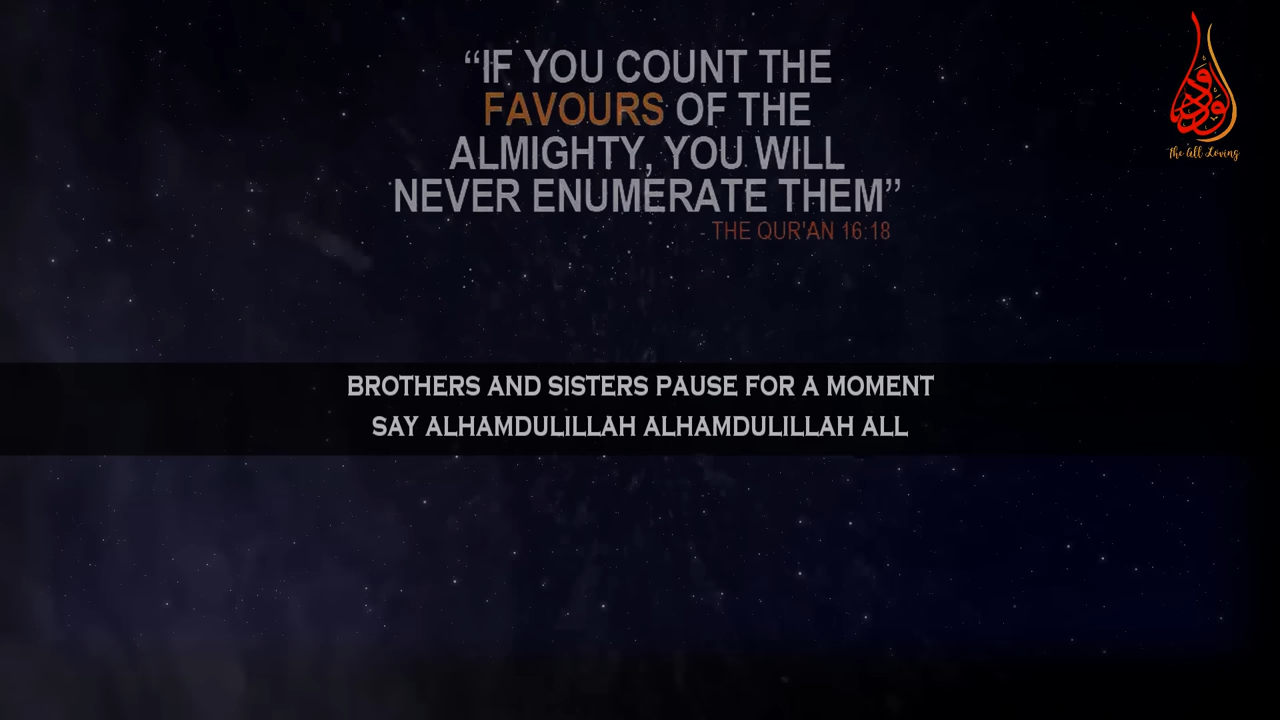 “IF YOU COUNT THE
FAVOURS OF THE
ALMIGHTY, YOU WILL
NEVER ENUMERATE THEM”
- THE QUR'AN 16:18
الودود
The All Loving
BROTHERS AND SISTERS PAUSE FOR A MOMENT
SAY ALHAMDULILLAH ALHAMDULILLAH ALL